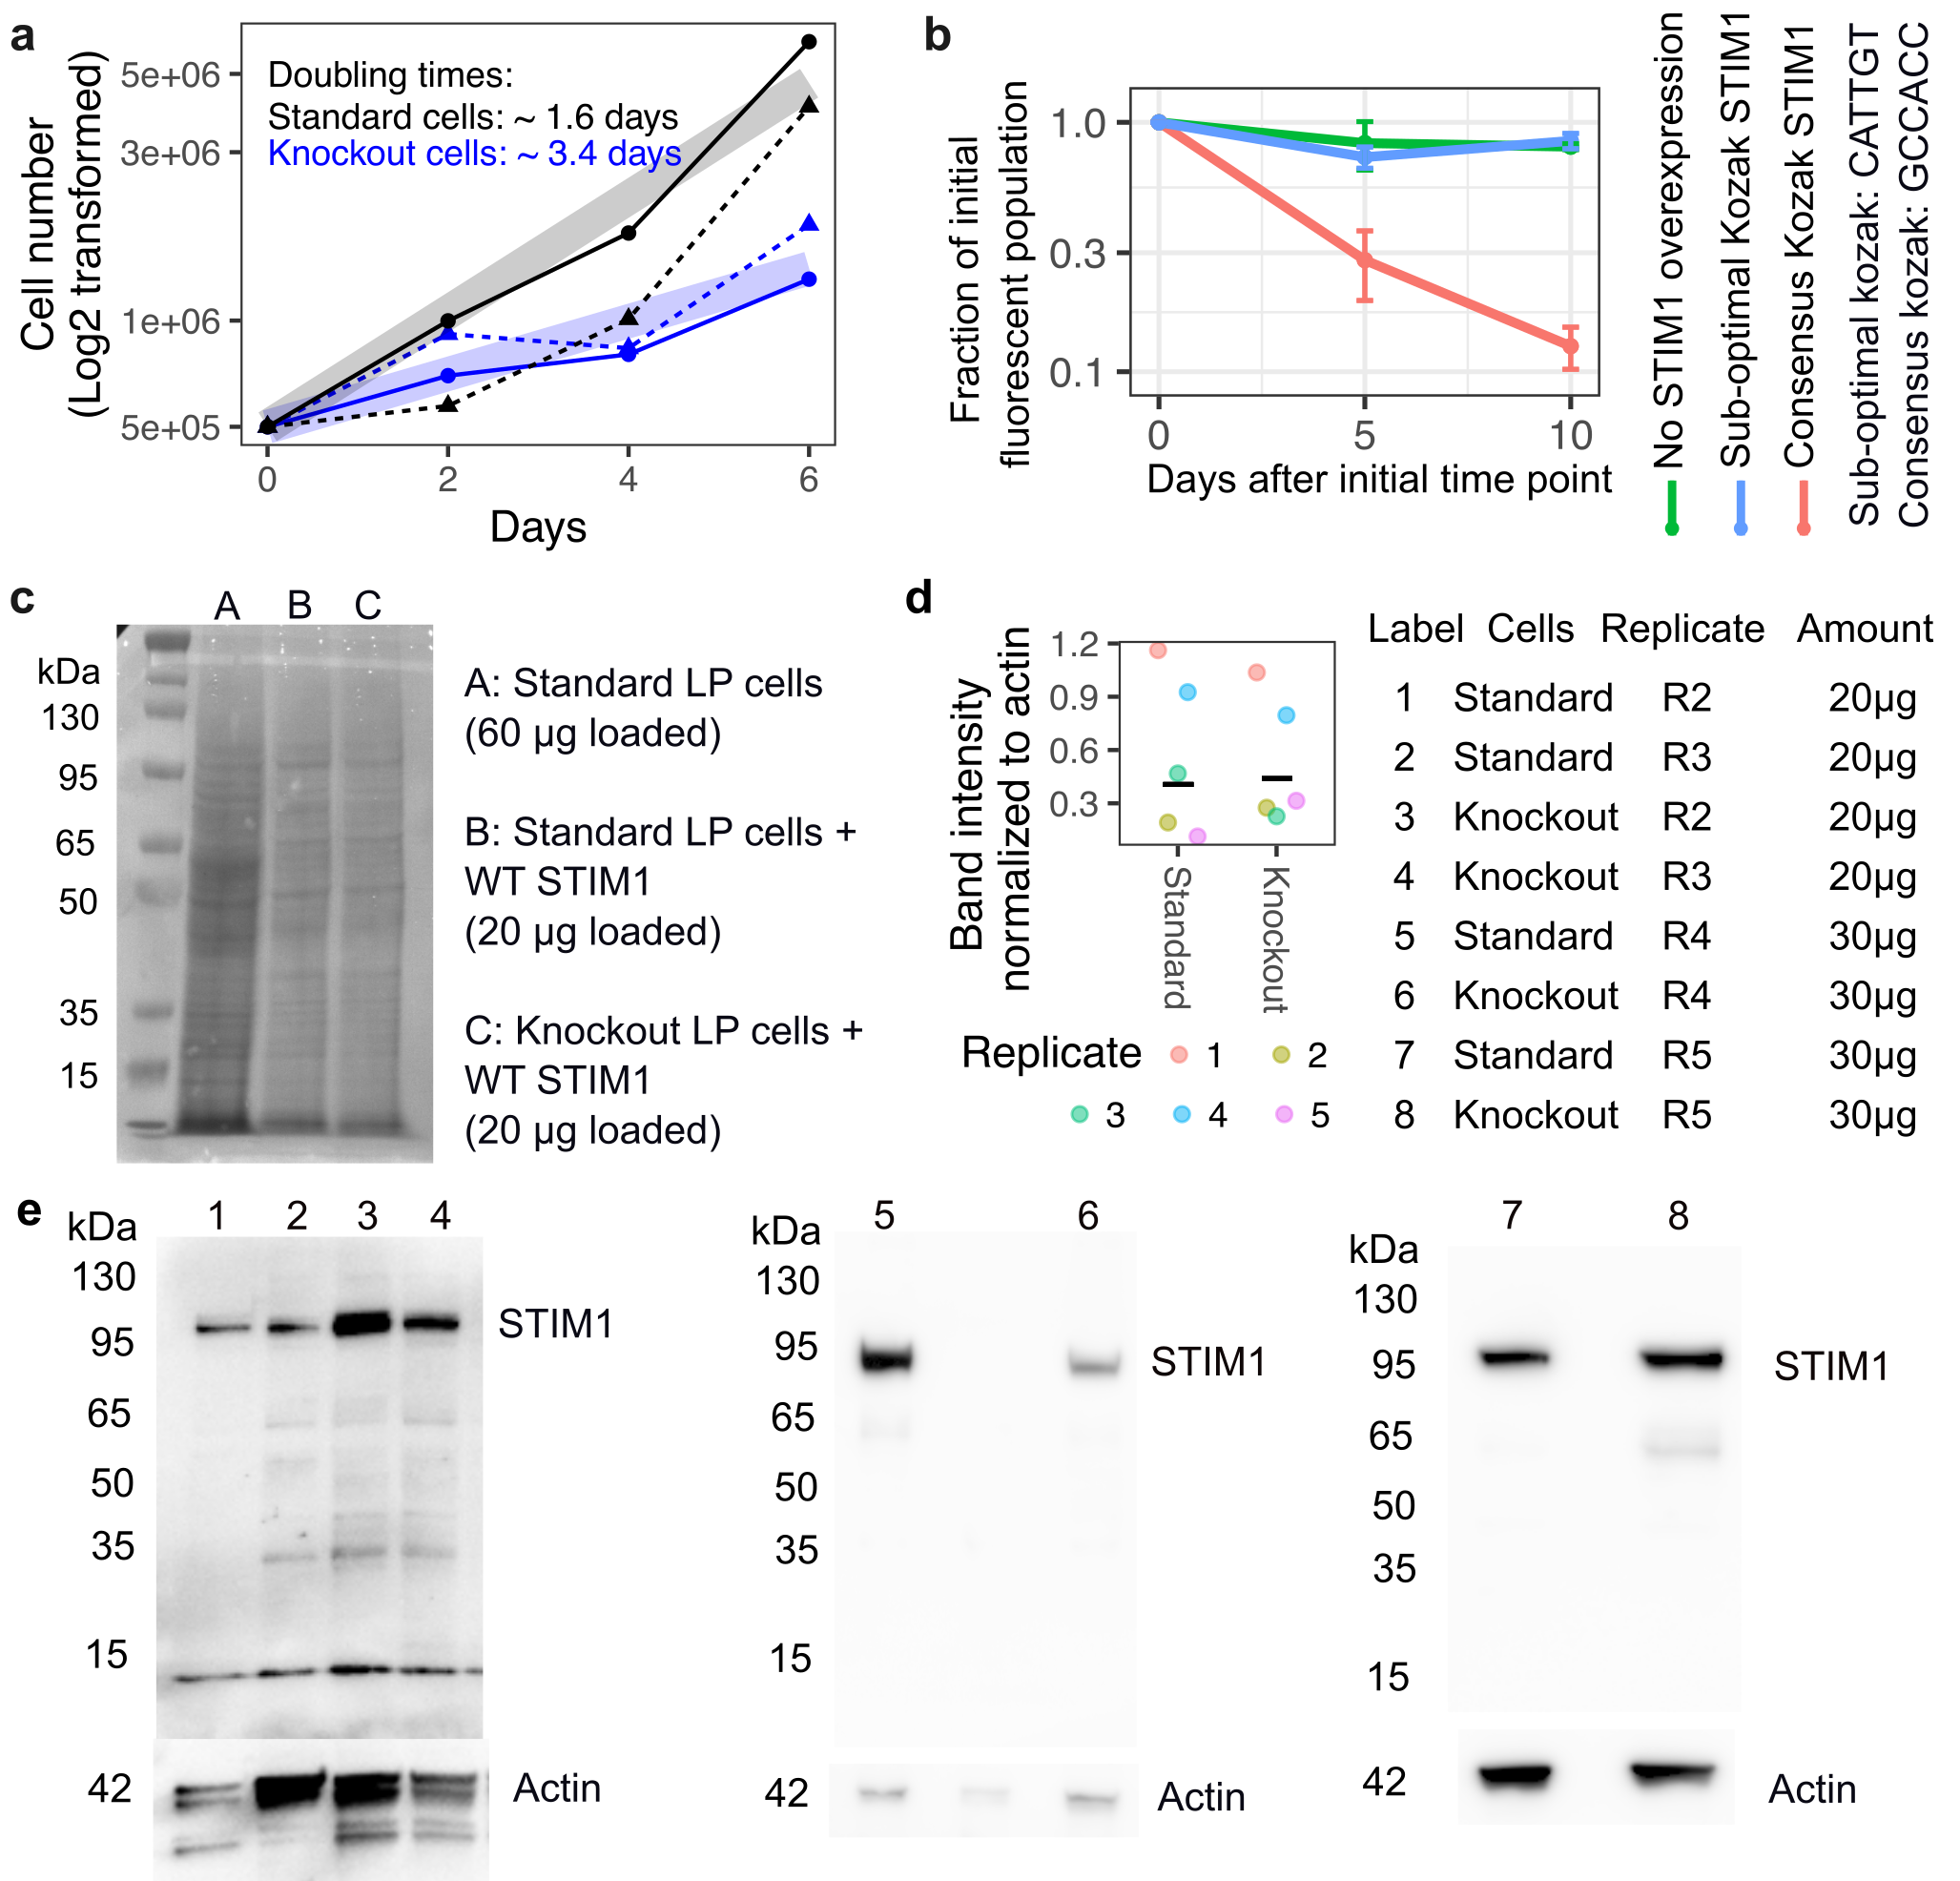 a
Cell number
(Log2 transformed)
5e+06
3e+06
1e+06
5e+05
Doubling times:
Standard cells: ~ 1.6 days
Knockout cells: ~ 3.4 days
0 2 4 6
Days
b
Fraction of initial
fluorescent population
1.0
0.3
0.1
0 5 10
Days after initial time point
No STIM1 overexpression
Sub-optimal Kozak STIM1
Consensus Kozak STIM1
Sub-optimal kozak: CATTGT
Consensus kozak: GCCACC
c
A B C
kDa
130
95
65
50
35
15
A: Standard LP cells
(60 µg loaded)
B: Standard LP cells +
WT STIM1
(20 µg loaded)
C: Knockout LP cells +
WT STIM1
(20 µg loaded)
d
Band intensity
normalized to actin
1.2
0.9
0.6
0.3
Standard
Knockout
Replicate 1 2
3 4 5
Label Cells Replicate Amount
1 Standard R2 20µg
2 Standard R3 20µg
3 Knockout R2 20µg
4 Knockout R3 20µg
5 Standard R4 30µg
6 Knockout R4 30µg
7 Standard R5 30µg
8 Knockout R5 30µg
e
kDa
1 2 3 4
130
95
65
50
35
15
42
STIM1
Actin
kDa
5 6
130
95
65
50
35
15
42
STIM1
Actin
kDa
7 8
130
95
65
50
35
15
42
STIM1
Actin